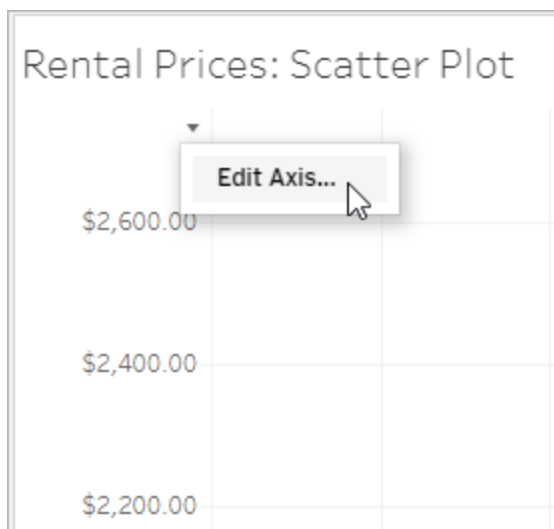 Rental Prices: Scatter Plot
Edit Axis...
$2,600.00
$2,400.00
$2,200.00